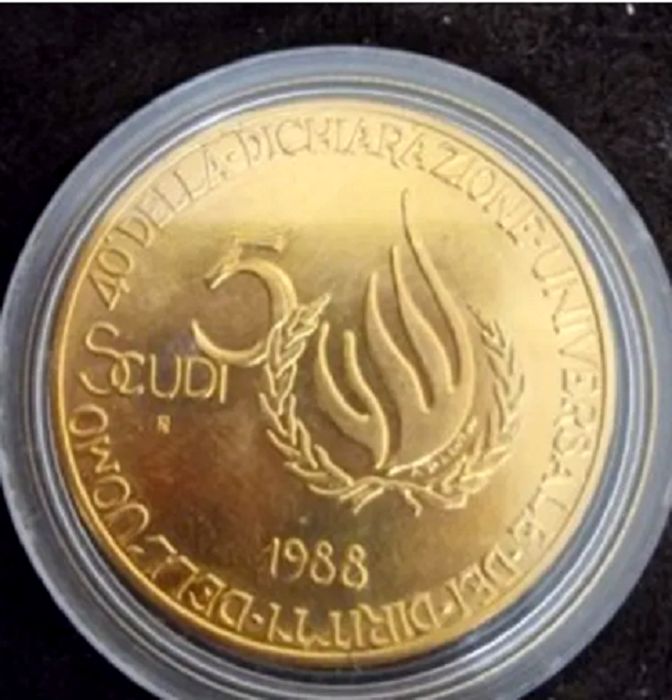 40° DELLA·DICHIARAZIONE·UNIVERSALE·DEI·DIRITTI·DELL'UOMO
5
SCUDI
R
1988